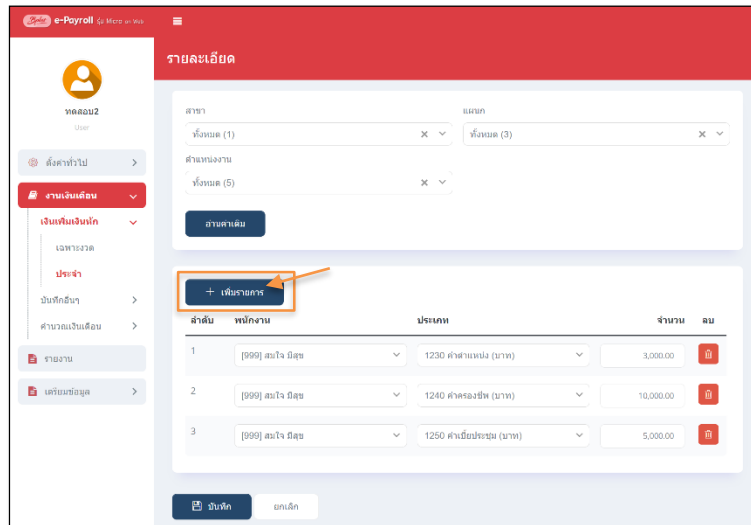 e-Payroll รุ่น Micro on Web
รายละเอียด
ทดสอบ2
User
ตั้งค่าทั่วไป
งานเงินเดือน
เงินเพิ่มเงินหัก
เฉพาะงวด
ประจำ
บันทึกอื่นๆ
คำนวณเงินเดือน
รายงาน
เตรียมข้อมูล
สาขา แผนก
ทั้งหมด (1) ทั้งหมด (3)
ตำแหน่งงาน
ทั้งหมด (5)
อ่านค่าเดิม
+ เพิ่มรายการ
ลำดับ พนักงาน ประเภท จำนวน ลบ
1 [999] สมใจ มีสุข 1230 ค่าตำแหน่ง (บาท) 3,000.00
2 [999] สมใจ มีสุข 1240 ค่าครองชีพ (บาท) 10,000.00
3 [999] สมใจ มีสุข 1250 ค่าเบี้ยประชุม (บาท) 5,000.00
บันทึก ยกเลิก